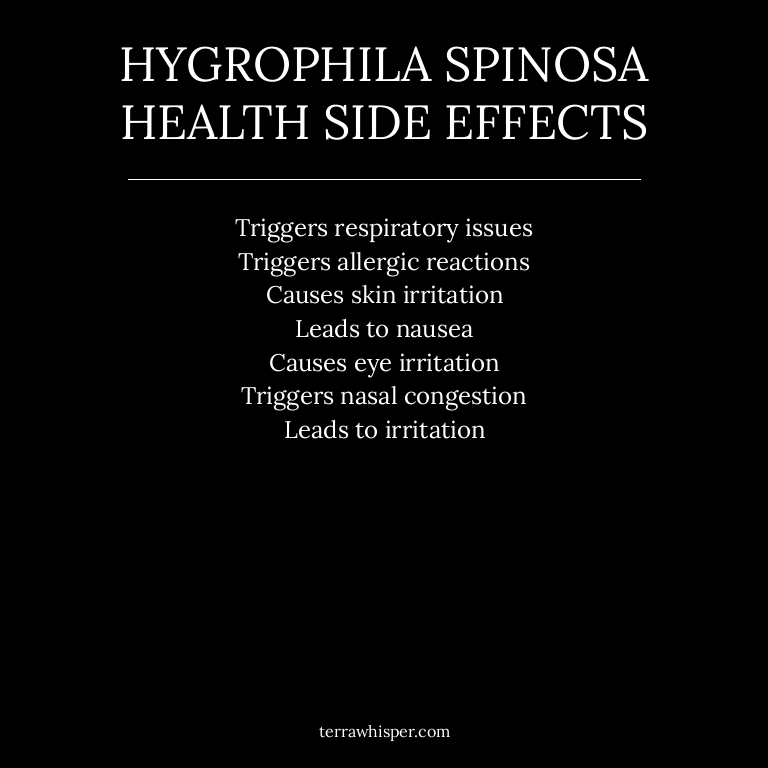 HYGROPHILA SPINOSA
HEALTH SIDE EFFECTS
Triggers respiratory issues
Triggers allergic reactions
Causes skin irritation
Leads to nausea
Causes eye irritation
Triggers nasal congestion
Leads to irritation
terrawhisper.com